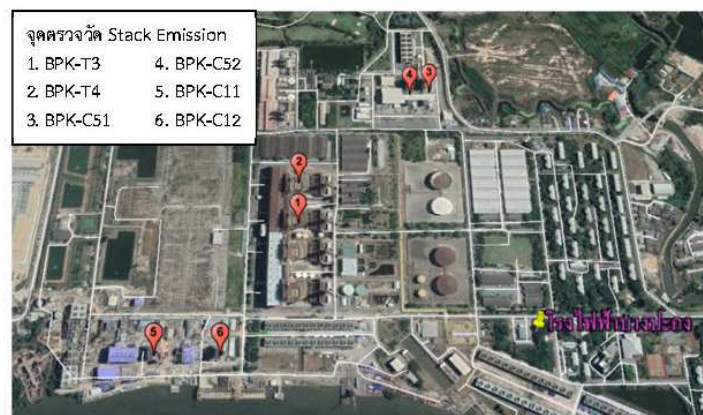 จุดตรวจวัด Stack Emission
1. BPK-T3 4. BPK-C52
2. BPK-T4 5. BPK-C11
3. BPK-C51 6. BPK-C12
4 3
2
1
5 6
โรงไฟฟ้าบางปะกง